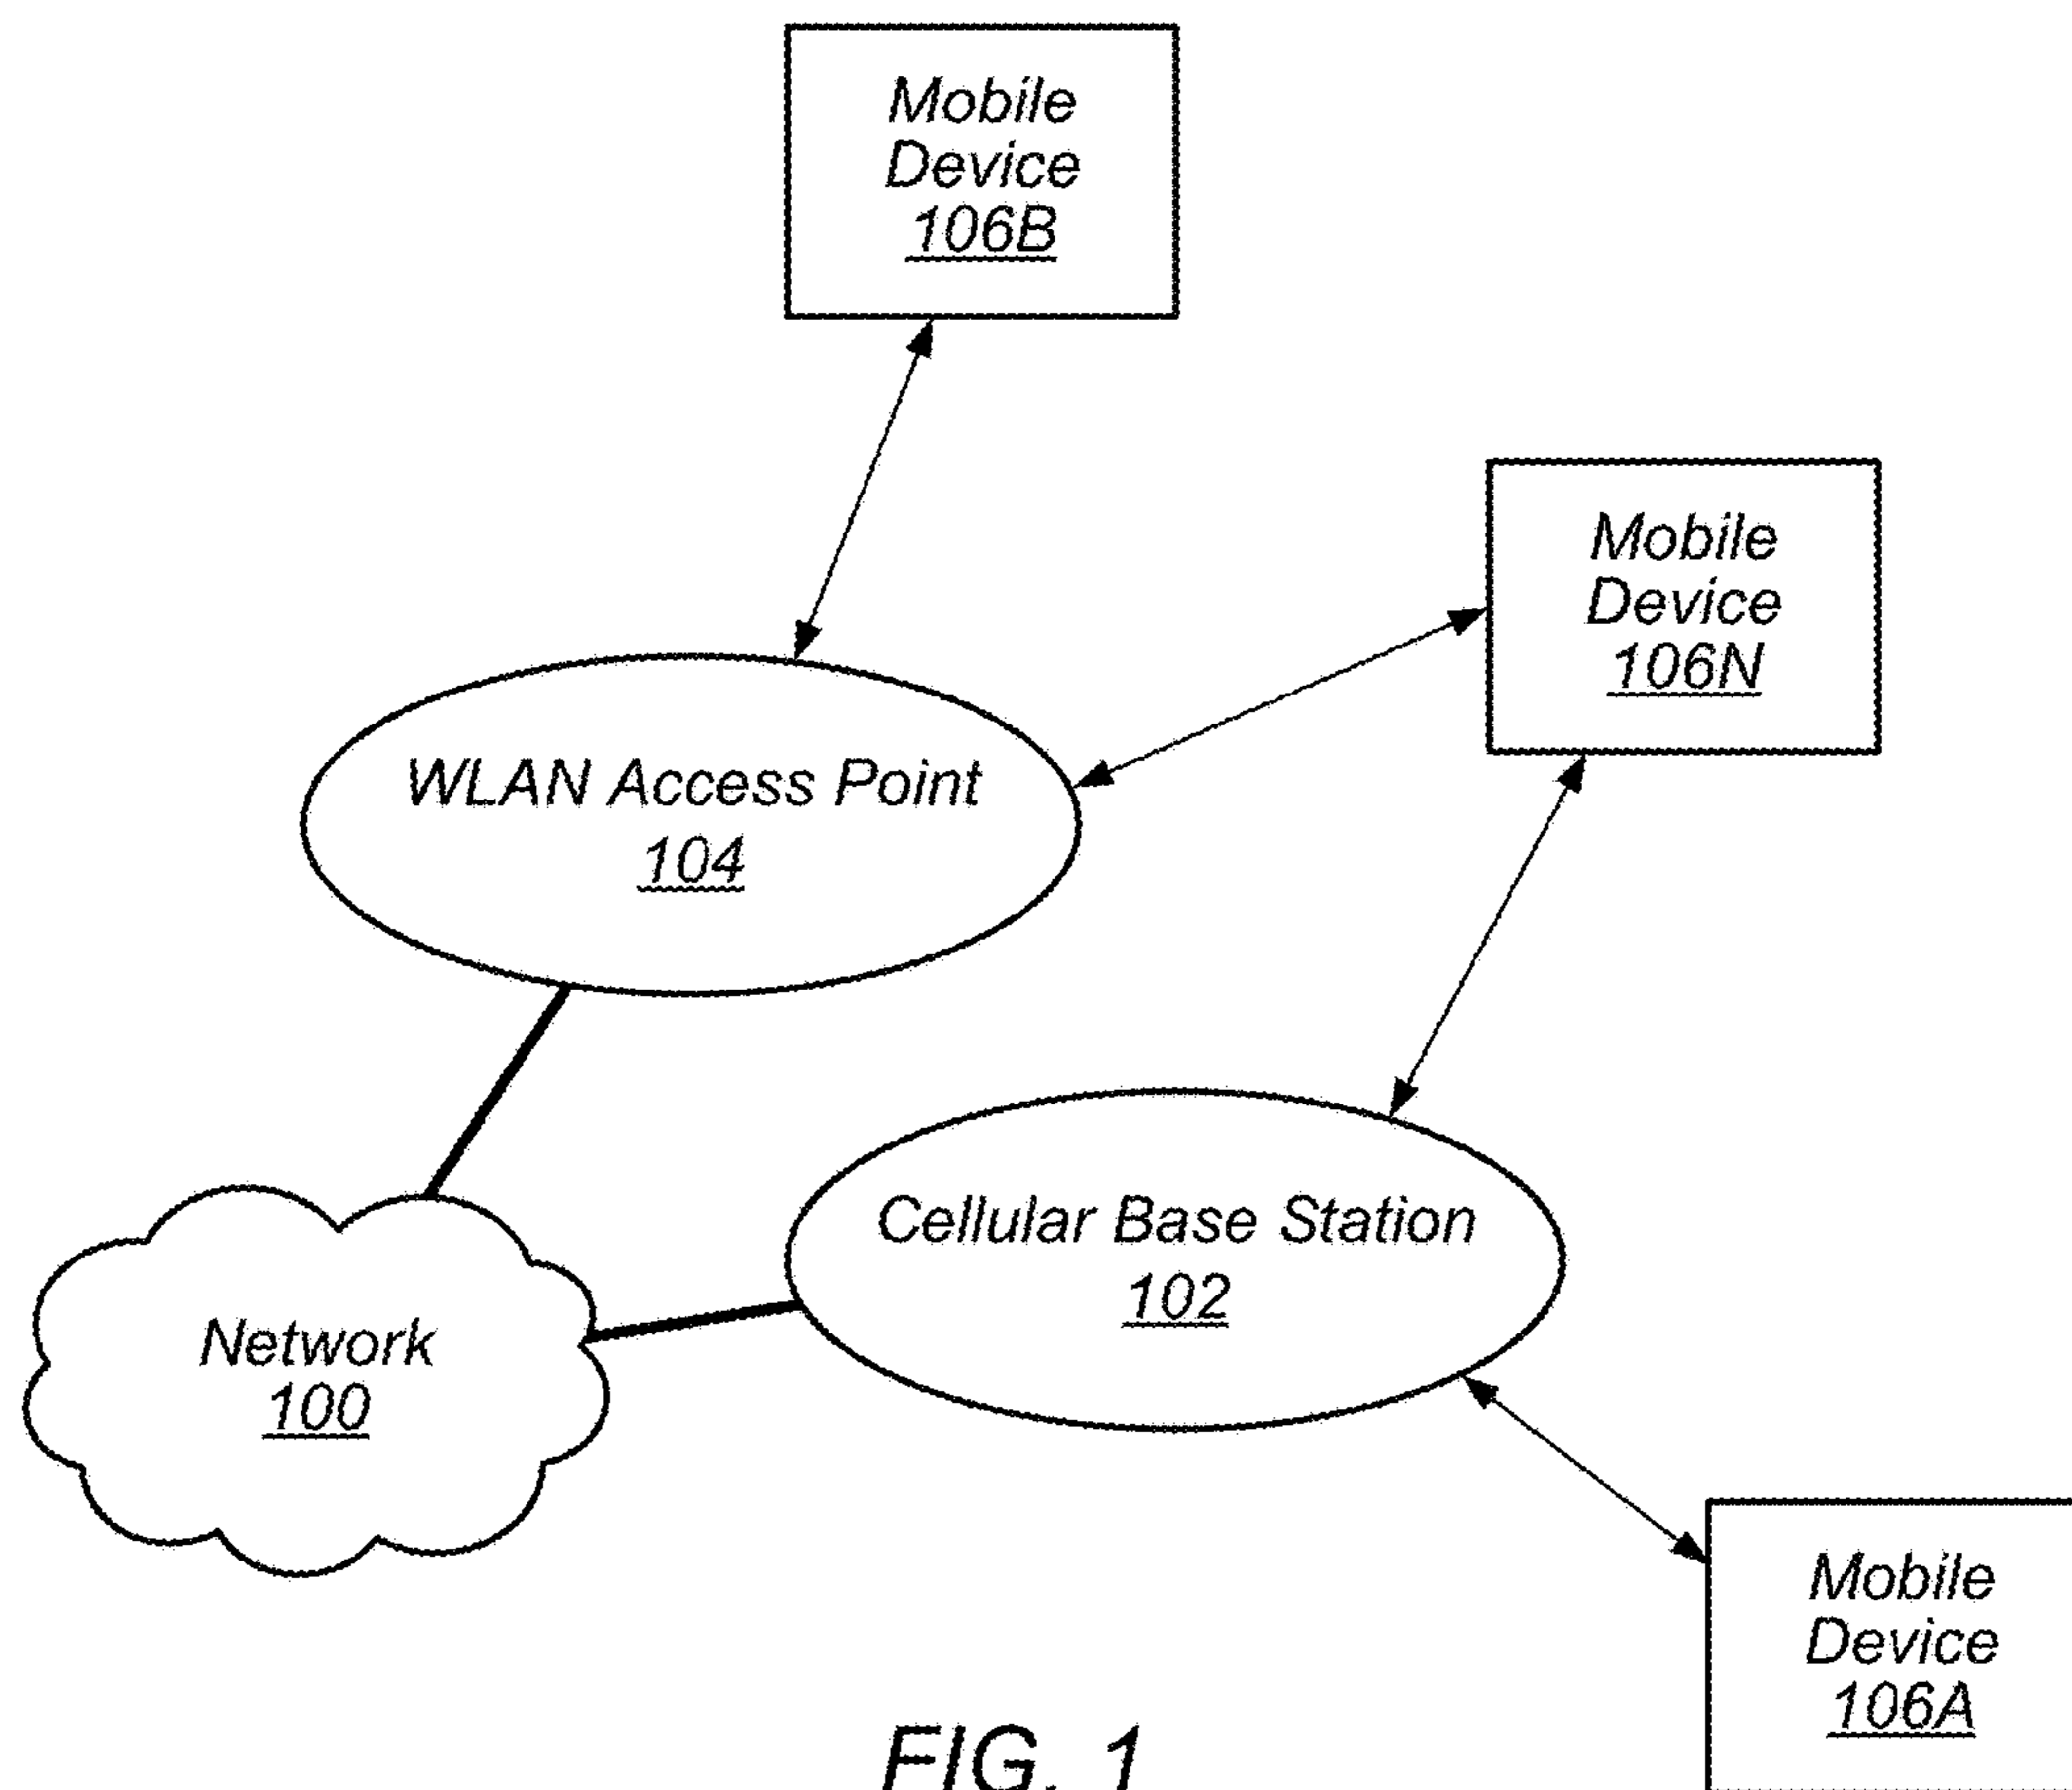 Mobile
Device
106B
Mobile
Device
106N
WLAN Access Point
104
Cellular Base Station
102
Network
100
Mobile
Device
106A
FIG. 1